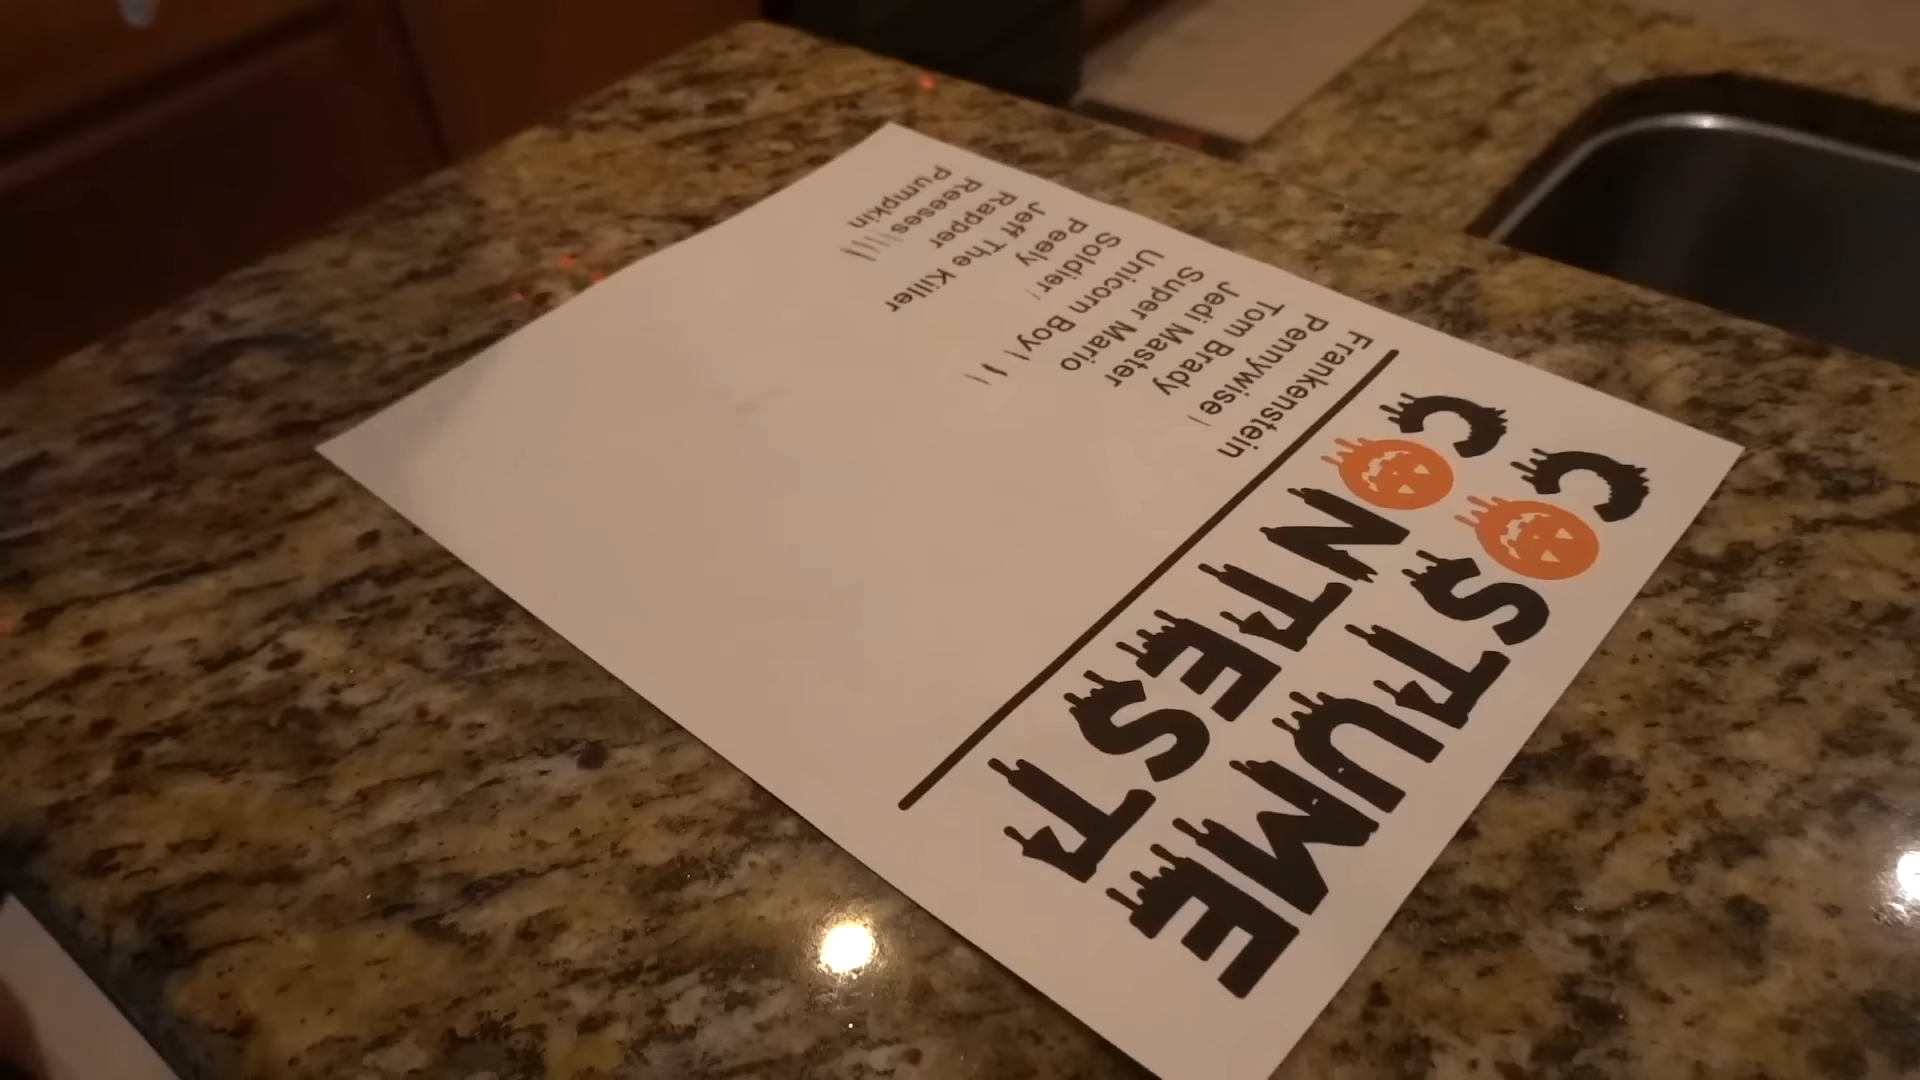 COSTUME
CONTEST
Frankenstein
Pennywise
Tom Brady
Jedi Master
Super Mario
Unicorn Boy
Soldier
Peely
Jeff The Killer
Rapper
Reeses
Pumpkin